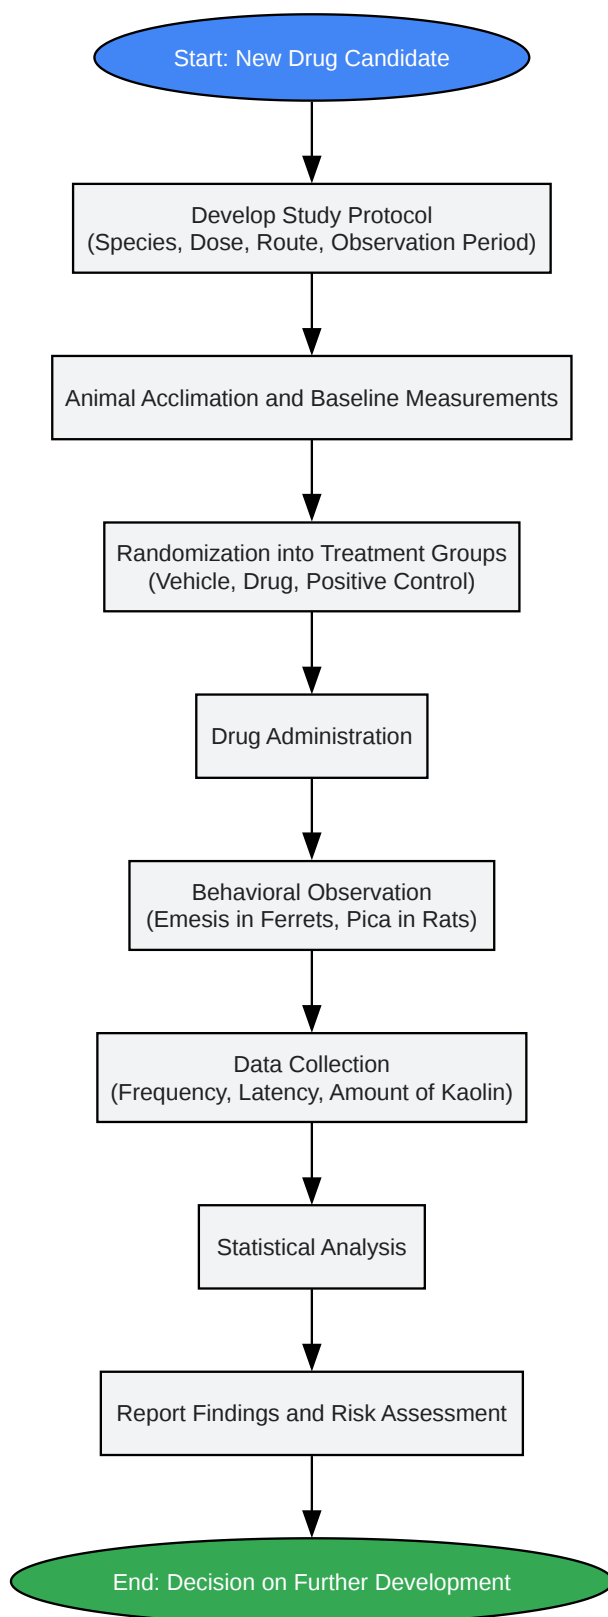 Start: New Drug Candidate
Develop Study Protocol
(Species, Dose, Route, Observation Period)
Animal Acclimation and Baseline Measurements
Randomization into Treatment Groups
(Vehicle, Drug, Positive Control)
Drug Administration
Behavioral Observation
(Emesis in Ferrets, Pica in Rats)
Data Collection
(Frequency, Latency, Amount of Kaolin)
Statistical Analysis
Report Findings and Risk Assessment
End: Decision on Further Development